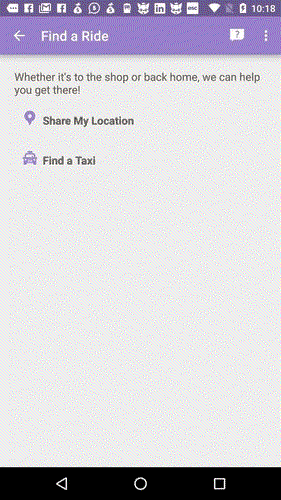 10:18
Find a Ride
Whether it's to the shop or back home, we can help
you get there!
Share My Location
Find a Taxi